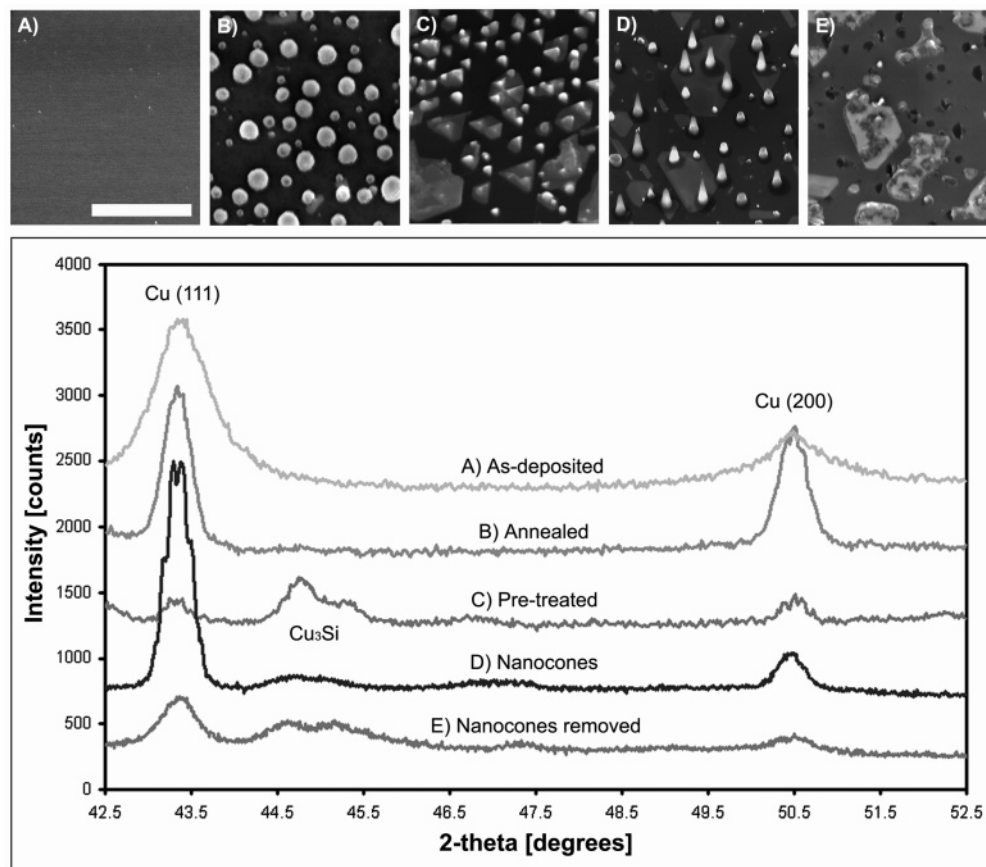 A)
B)
C)
D)
E)
4000
3500
3000
2500
2000
1500
1000
500
0
Intensity [counts]
Cu (111)
Cu (200)
A) As-deposited
B) Annealed
C) Pre-treated
Cu₃Si
D) Nanocones
E) Nanocones removed
42.5 43.5 44.5 45.5 46.5 47.5 48.5 49.5 50.5 51.5 52.5
2-theta [degrees]